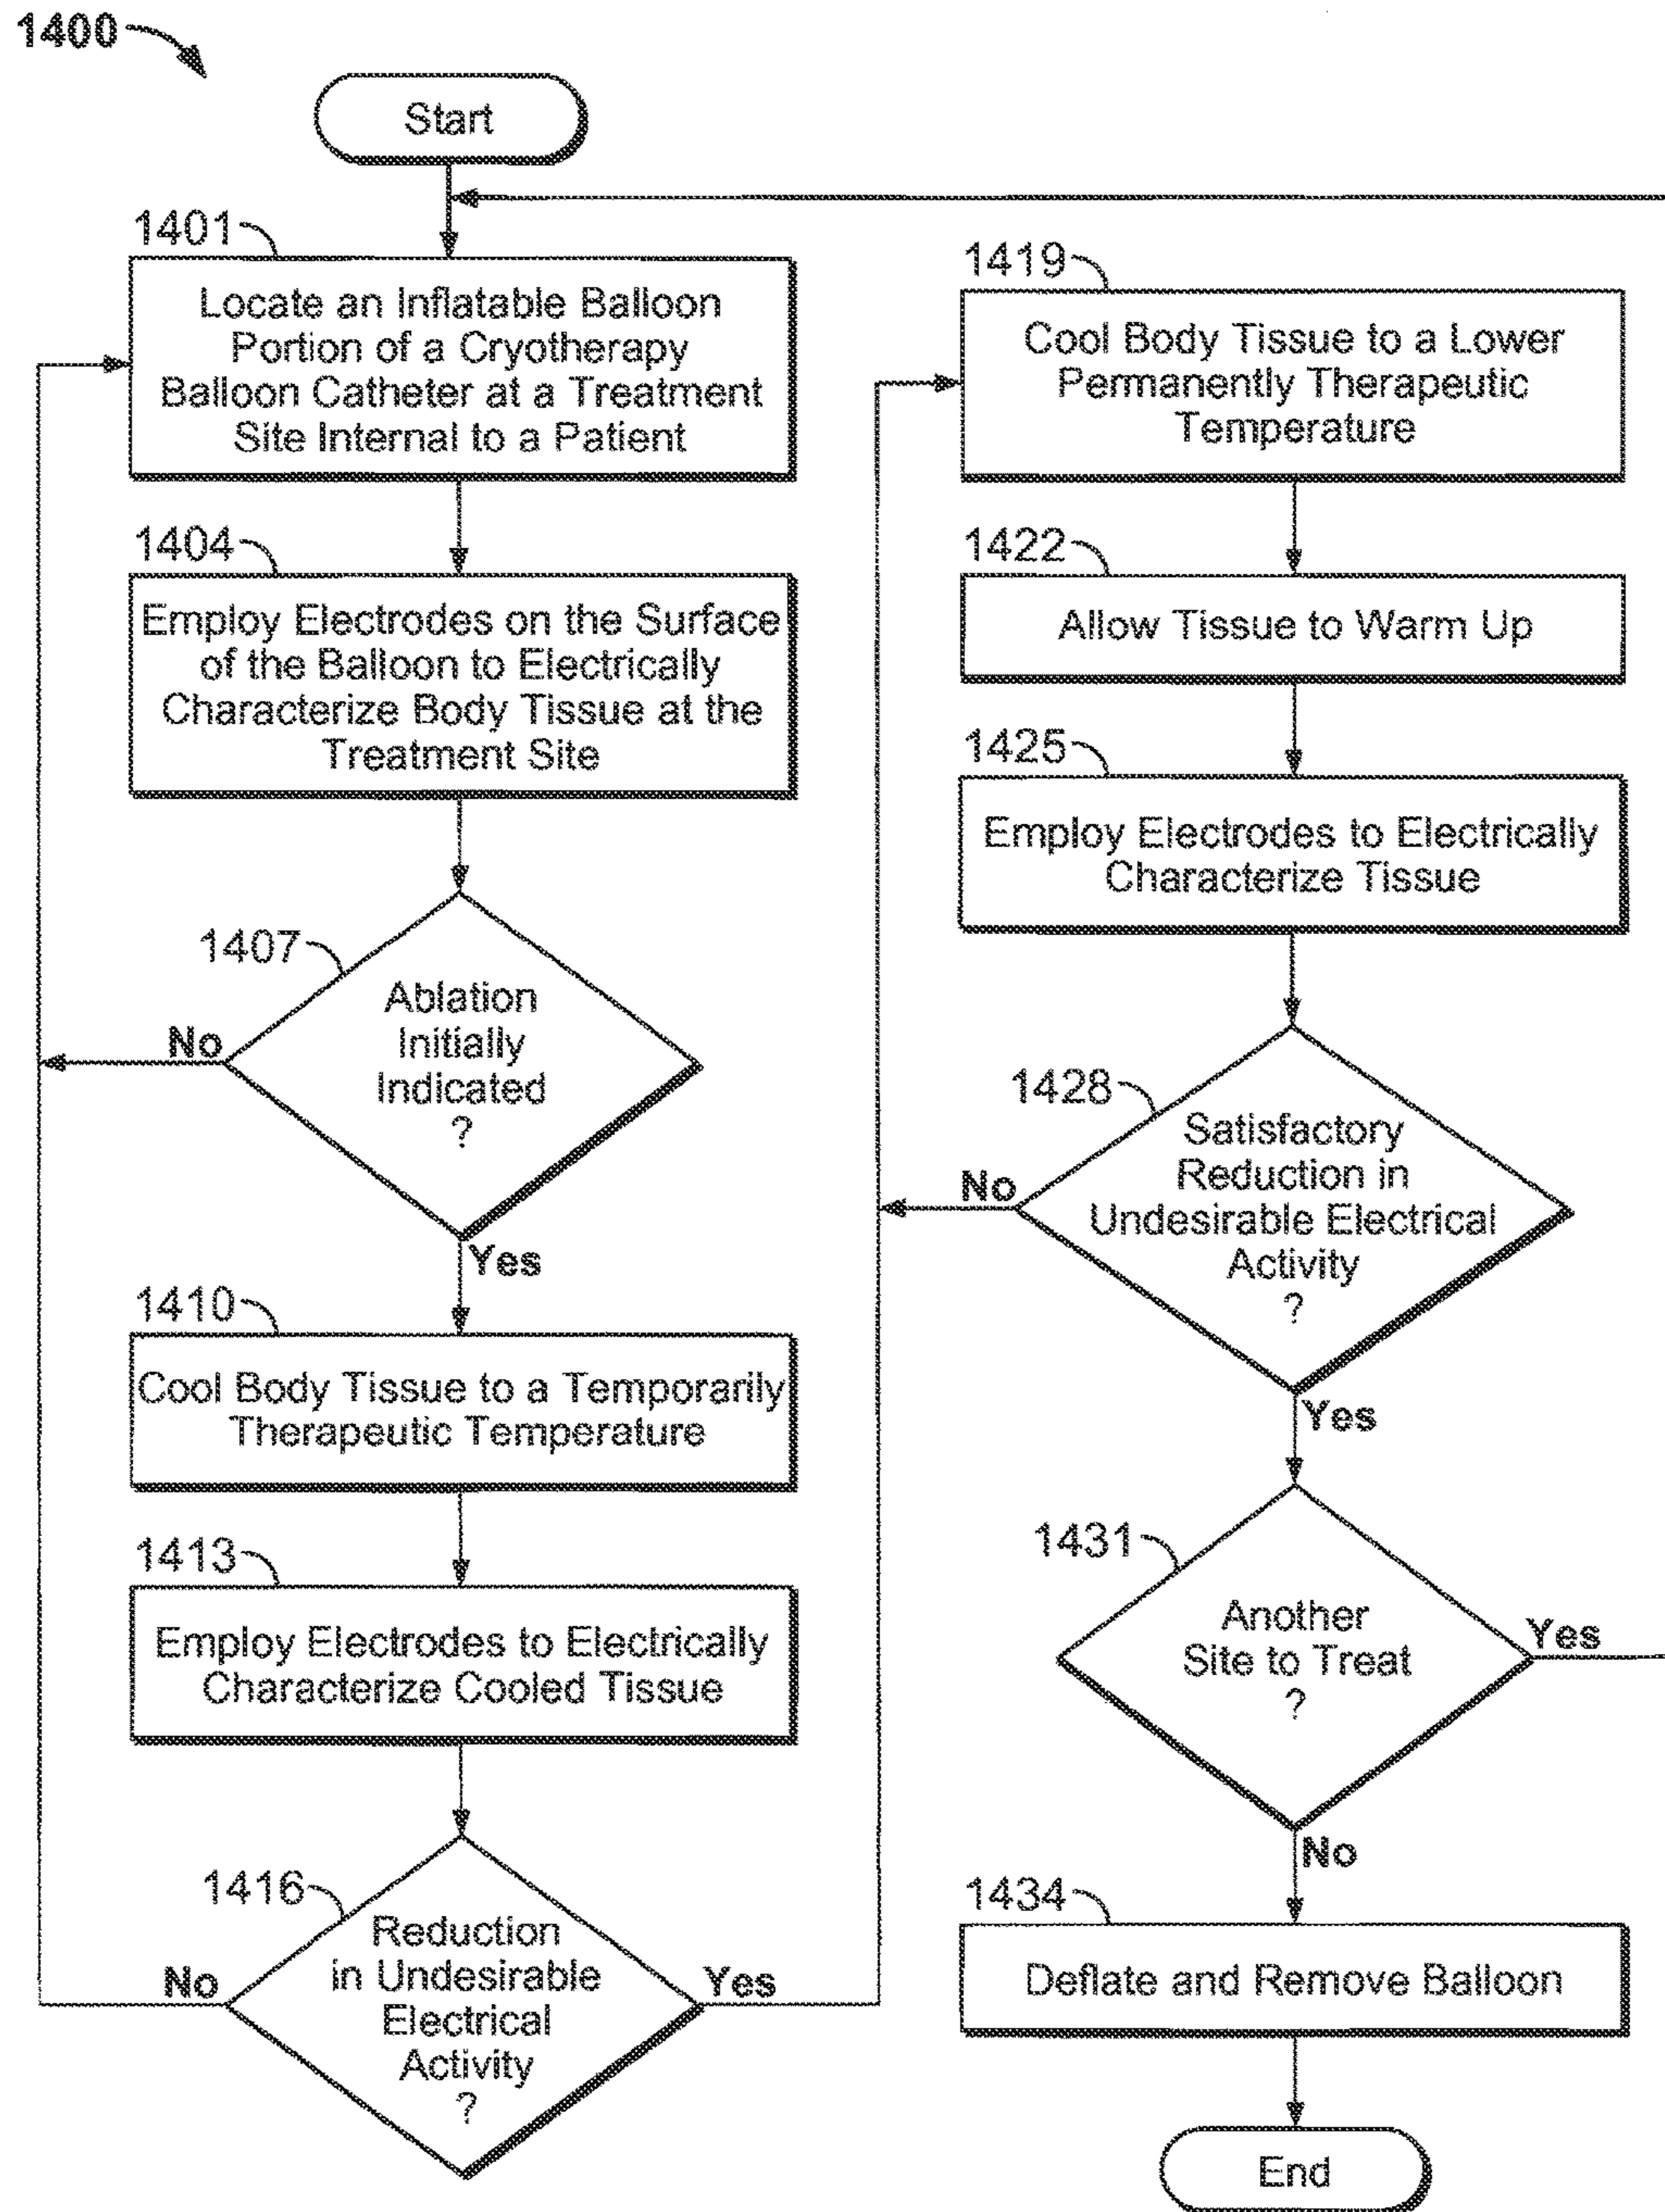 1400
Start
1401
Locate an Inflatable Balloon
Portion of a Cryotherapy
Balloon Catheter at a Treatment
Site Internal to a Patient
1404
Employ Electrodes on the Surface
of the Balloon to Electrically
Characterize Body Tissue at the
Treatment Site
1407
Ablation
Initially
Indicated
?
No
Yes
1410
Cool Body Tissue to a Temporarily
Therapeutic Temperature
1413
Employ Electrodes to Electrically
Characterize Cooled Tissue
1416
Reduction
in Undesirable
Electrical
Activity
?
No
Yes
1419
Cool Body Tissue to a Lower
Permanently Therapeutic
Temperature
1422
Allow Tissue to Warm Up
1425
Employ Electrodes to Electrically
Characterize Tissue
1428
Satisfactory
Reduction in
Undesirable Electrical
Activity
?
No
Yes
1431
Another
Site to Treat
?
Yes
No
1434
Deflate and Remove Balloon
End